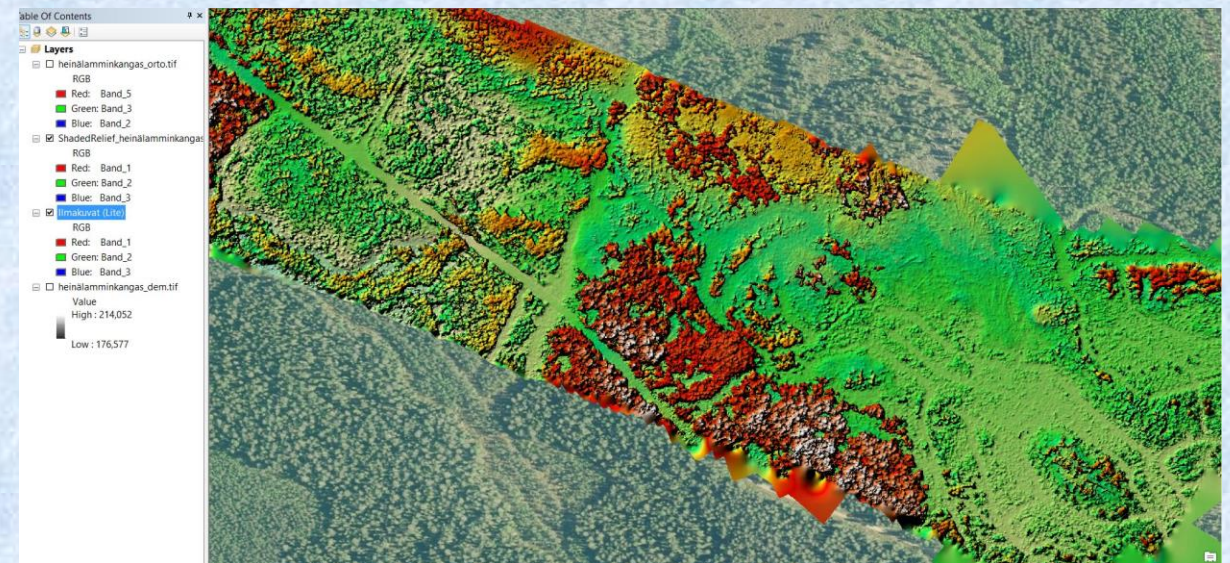 Table Of Contents
Layers
heinälamminkangas_orto.tif
RGB
Red: Band_5
Green: Band_3
Blue: Band_2
ShadedRelief_heinälamminkangas
RGB
Red: Band_1
Green: Band_2
Blue: Band_3
Ilmakuvat (Lite)
RGB
Red: Band_1
Green: Band_2
Blue: Band_3
heinälamminkangas_dem.tif
Value
High : 214,052
Low : 176,577